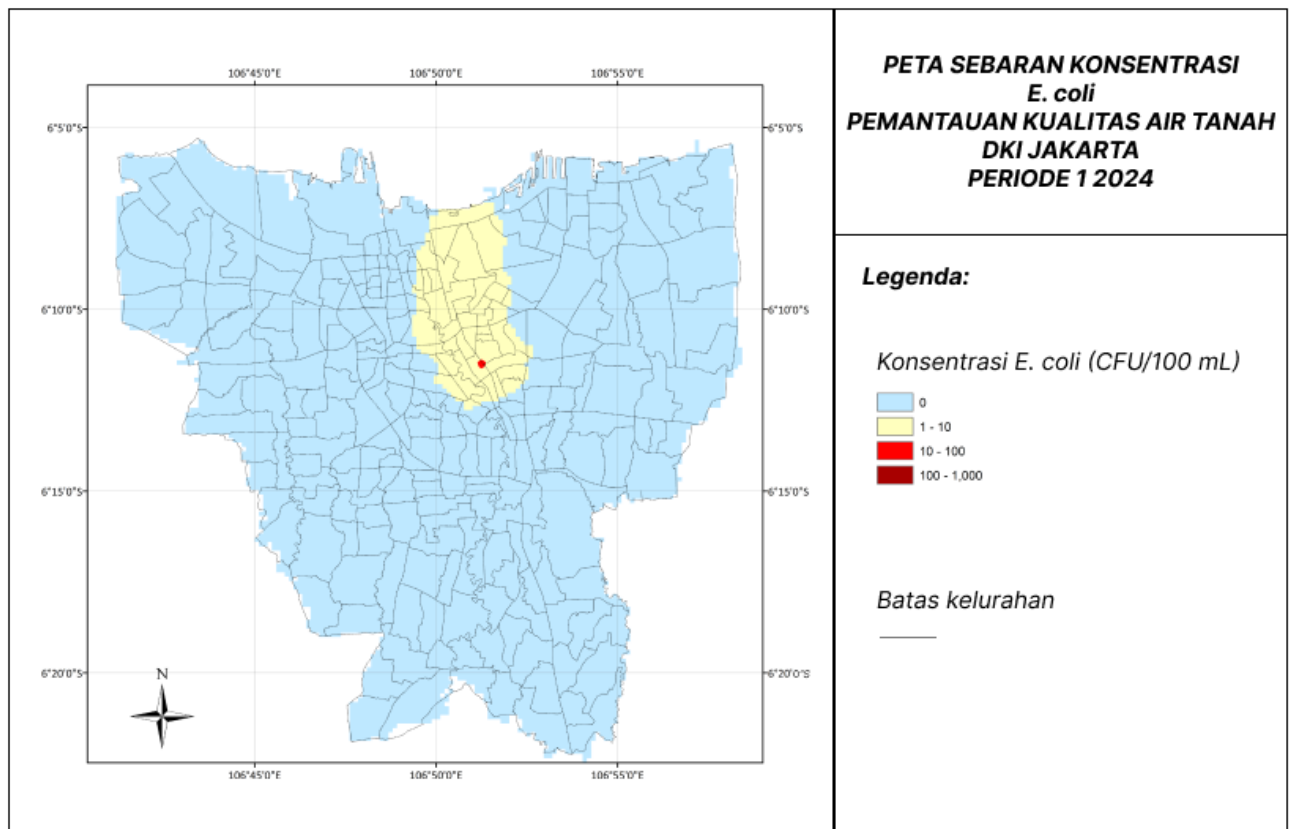 PETA SEBARAN KONSENTRASI
E. coli
PEMANTAUAN KUALITAS AIR TANAH
DKI JAKARTA
PERIODE 1 2024
106°45'0"E 106°50'0"E 106°55'0"E
6°5'0"S 6°5'0"S
6°10'0"S 6°10'0"S
6°15'0"S 6°15'0"S
6°20'0"S 6°20'0"S
N
106°45'0"E 106°50'0"E 106°55'0"E
Legenda:
Konsentrasi E. coli (CFU/100 mL)
0
1 - 10
10 - 100
100 - 1,000
Batas kelurahan